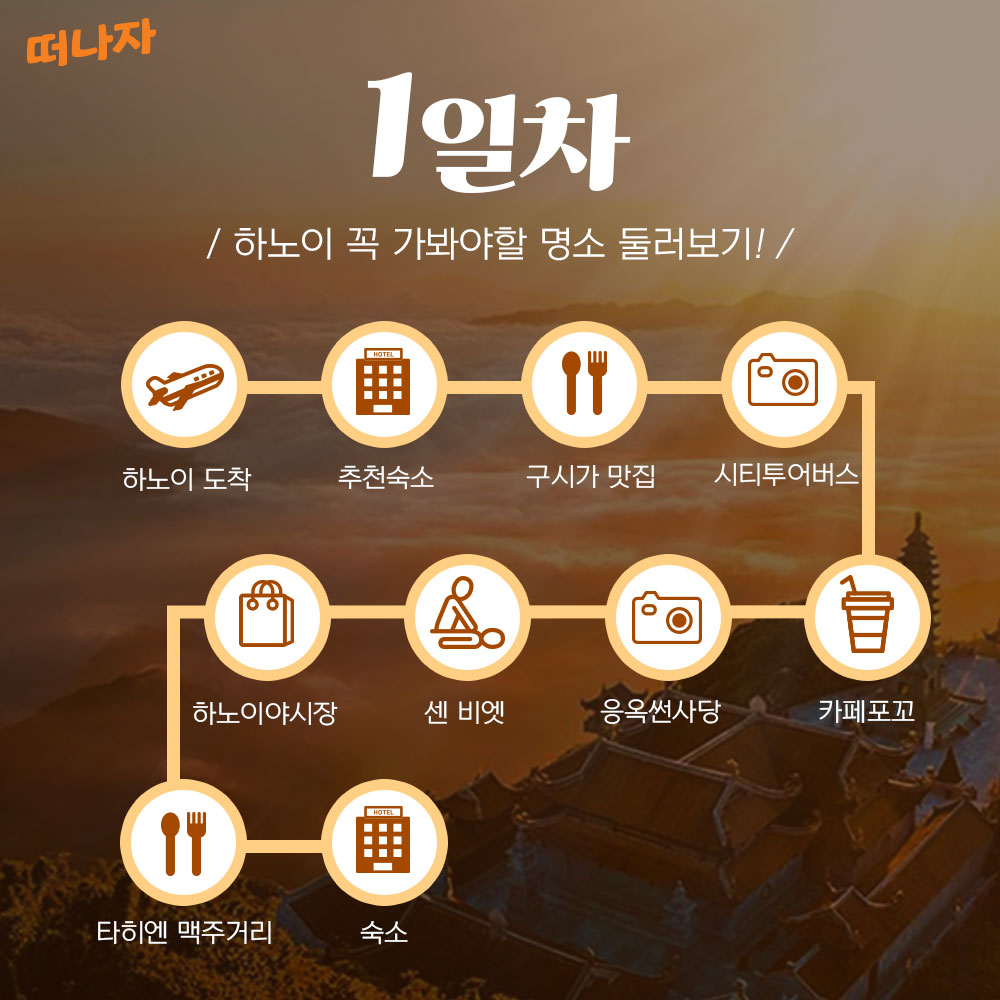 떠나자
1일차
/ 하노이 꼭 가봐야할 명소 둘러보기! /
HOTEL
하노이 도착 추천숙소 구시가 맛집 시티투어버스
하노이야시장 센 비엣 응옥썬사당 카페포꼬
HOTEL
타히엔 맥주거리 숙소